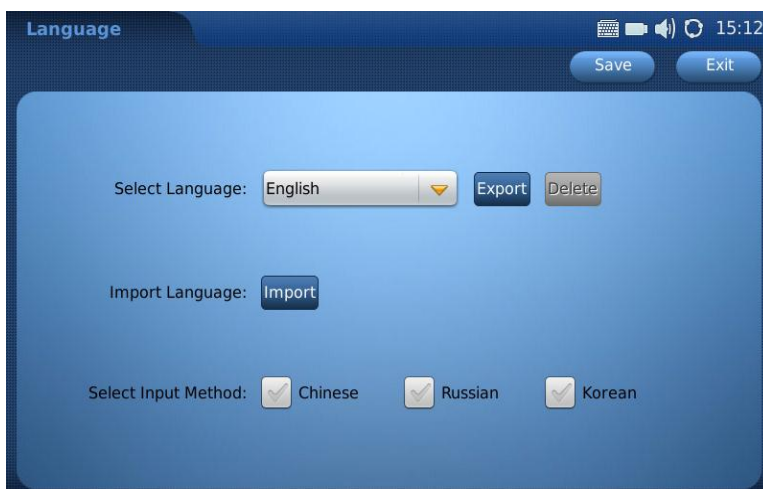 Language 15:12
Save Exit
Select Language: English Export Delete
Import Language: Import
Select Input Method: Chinese Russian Korean